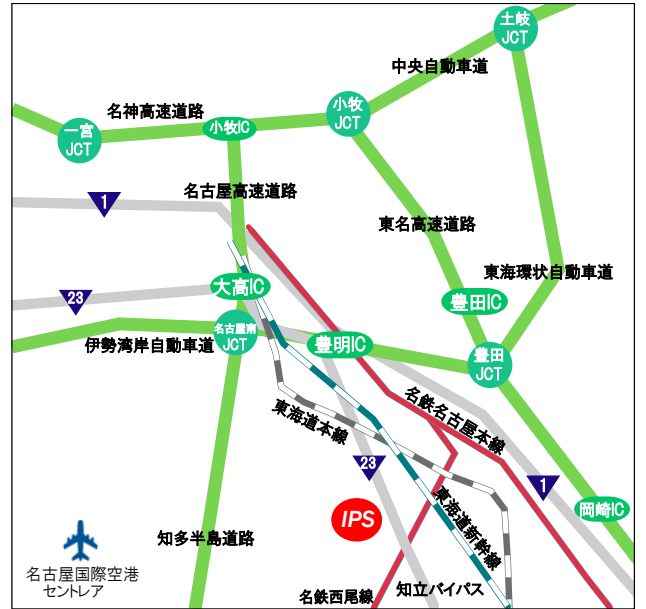 土岐
JCT
中央自動車道
名神高速道路
小牧
JCT
一宮
JCT
小牧IC
名古屋高速道路
1
東名高速道路
東海環状自動車道
大高IC
23
豊田IC
名古屋南
JCT
伊勢湾岸自動車道
豊明IC
豊田
JCT
東海道本線
名鉄名古屋本線
23
1
東海道新幹線
IPS
岡崎IC
知多半島道路
名古屋国際空港
セントレア
名鉄西尾線
知立バイパス